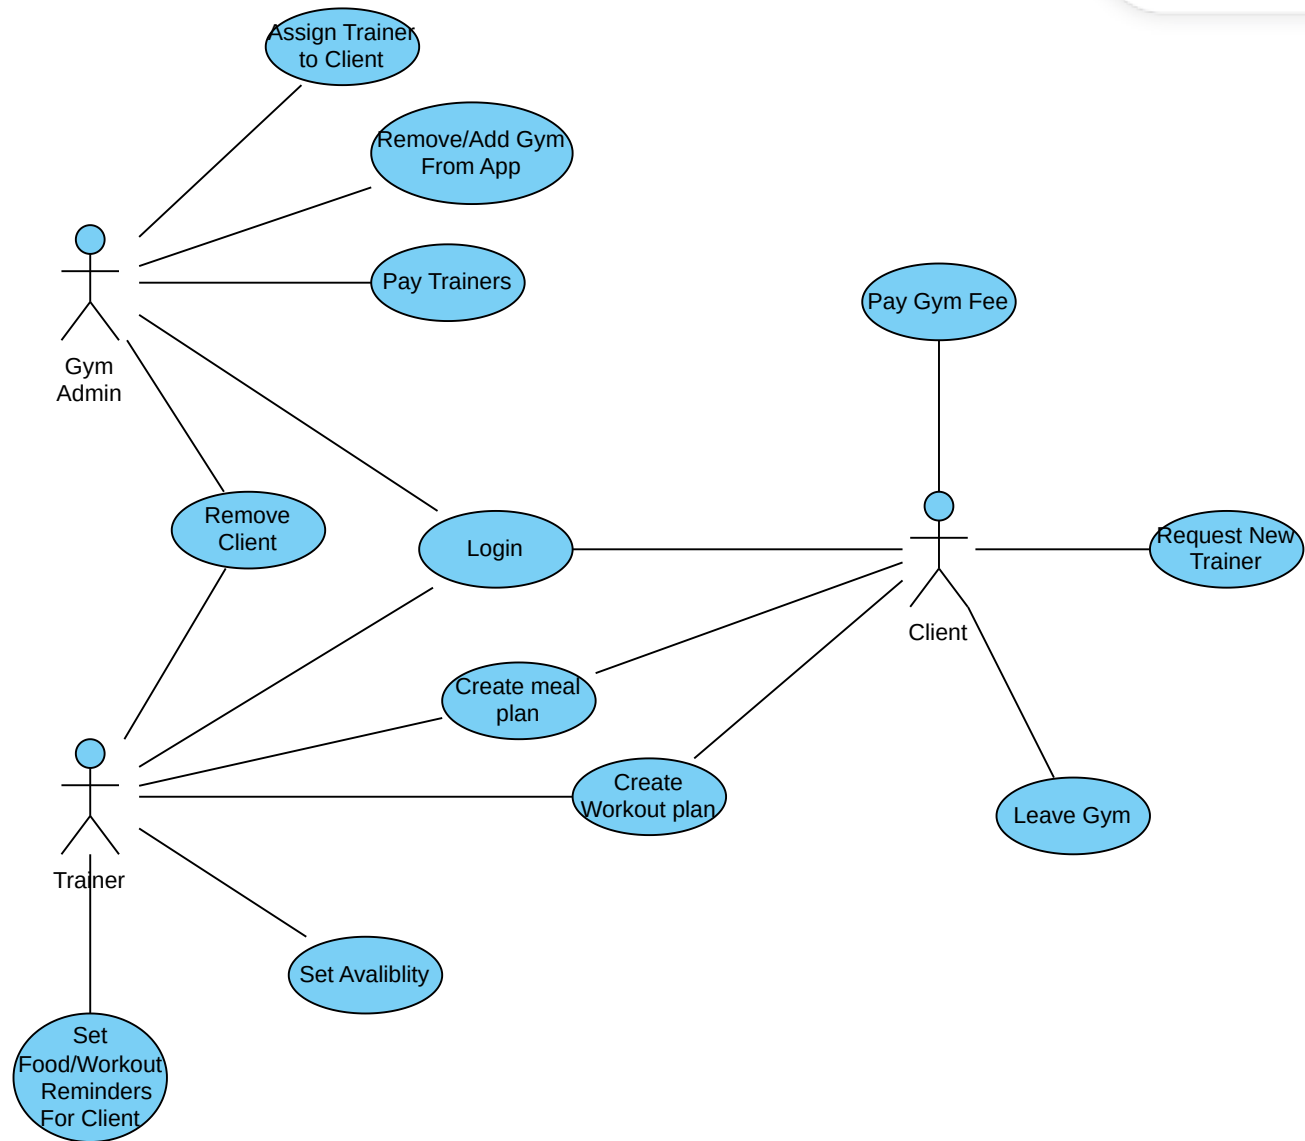 Assign Trainer
to Client
Remove/Add Gym
From App
Pay Trainers
Gym
Admin
Pay Gym Fee
Remove
Client
Login
Request New
Trainer
Client
Create meal
plan
Create
Workout plan
Leave Gym
Trainer
Set Avaliblity
Set
Food/Workout
Reminders
For Client